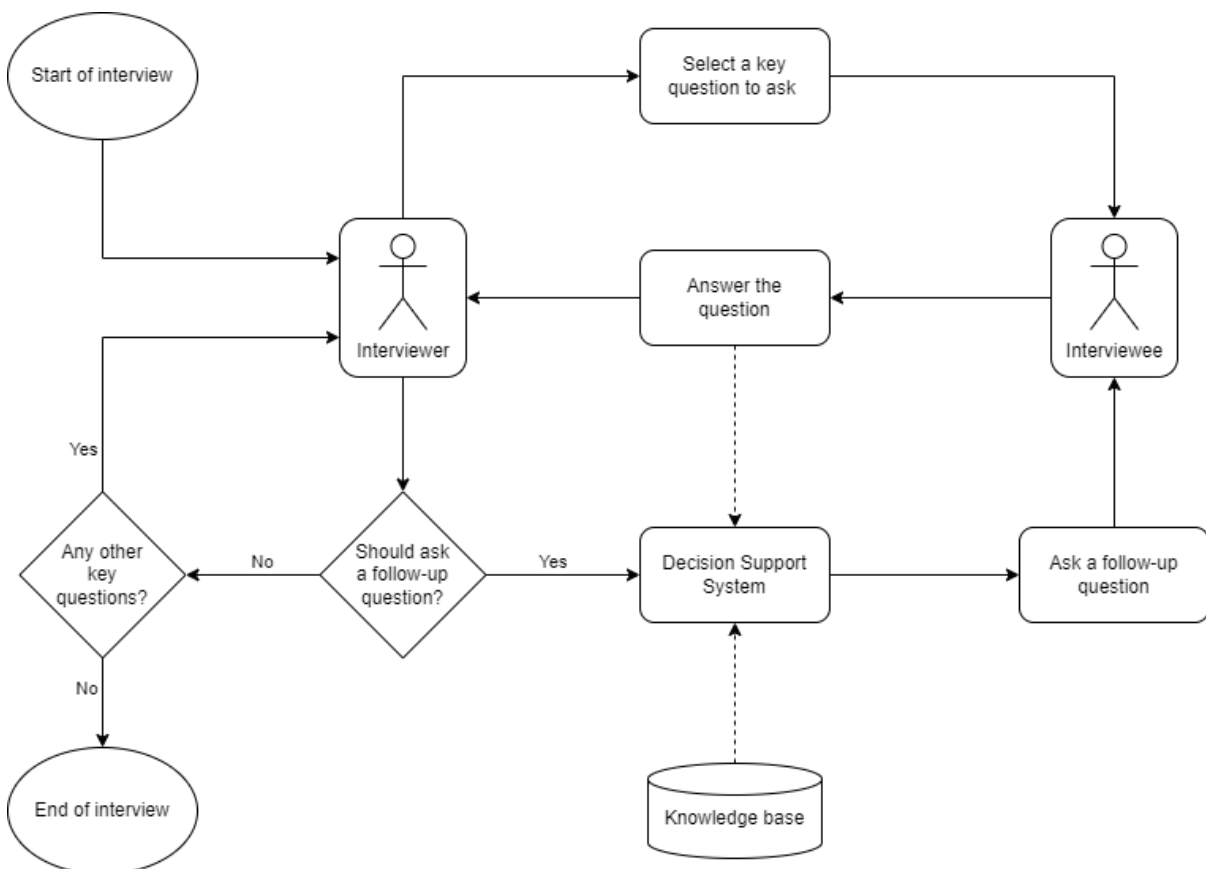 Start of interview
Select a key
question to ask
Interviewer
Answer the
question
Interviewee
Yes
Any other
key
questions?
No
Should ask
a follow-up
question?
Yes
Decision Support
System
Ask a follow-up
question
No
End of interview
Knowledge base